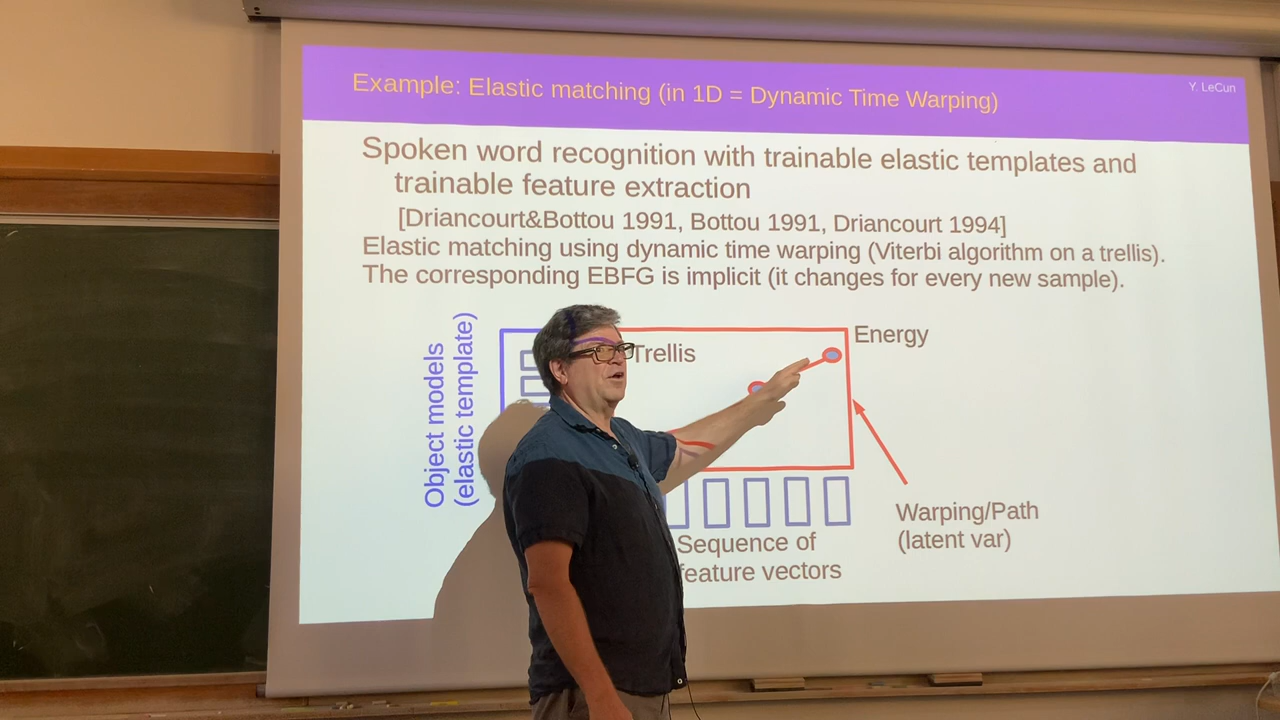 Example: Elastic matching (in 1D = Dynamic Time Warping)
Y. LeCun
Spoken word recognition with trainable elastic templates and
trainable feature extraction
[Driancourt&Bottou 1991, Bottou 1991, Driancourt 1994]
Elastic matching using dynamic time warping (Viterbi algorithm on a trellis).
The corresponding EBFG is implicit (it changes for every new sample).
Object models
(elastic template)
Trellis
Energy
Warping/Path
(latent var)
Sequence of
feature vectors